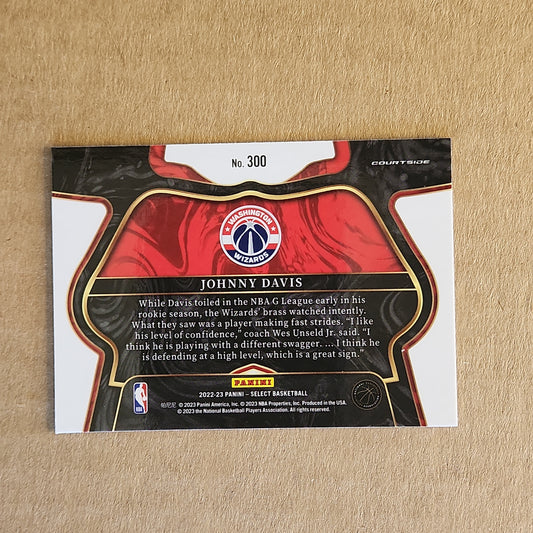 No. 300
COURTSIDE
WASHINGTON
WIZARDS
JOHNNY DAVIS
While Davis toiled in the NBA G League early in his
rookie season, the Wizards' brass watched intently.
What they saw was a player making fast strides. “I like
his level of confidence,” coach Wes Unseld Jr. said. “I
think he is playing with a different swagger. ... I think he
is defending at a high level, which is a great sign.”
PANINI
2022-23 PANINI – SELECT BASKETBALL
© 2023 Panini America, Inc. © 2023 NBA Properties, Inc. Produced in the USA.
© 2023 the National Basketball Players Association. All rights reserved.
NBA